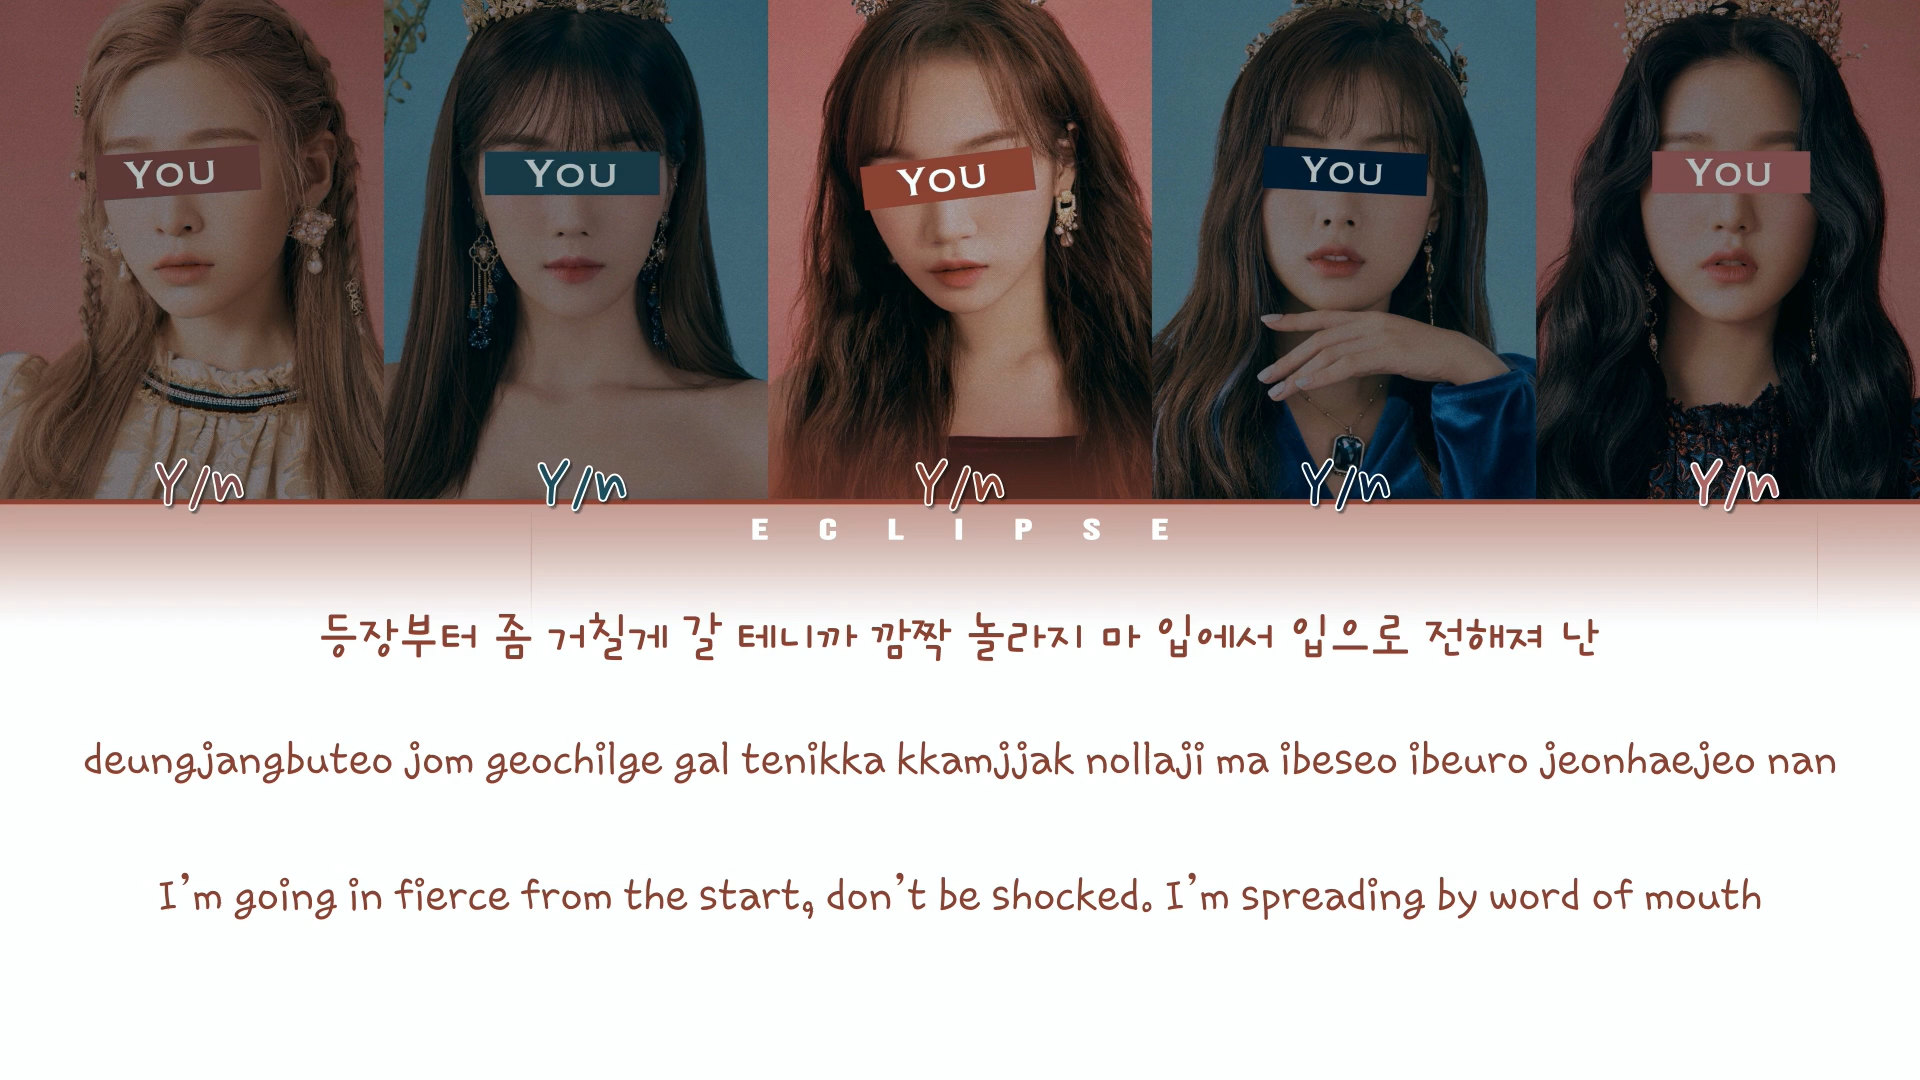 YOU YOU YOU YOU YOU
Y/n Y/n Y/n Y/n Y/n
ECLIPSE
등장부터 좀 거칠게 갈 테니까 깜짝 놀라지 마 입에서 입으로 전해져 난
deungjangbuteo jom geochilge gal tenikka kkamjjak nollaji ma ibeseo ibeuro jeonhaejeo nan
I’m going in fierce from the start, don’t be shocked. I’m spreading by word of mouth